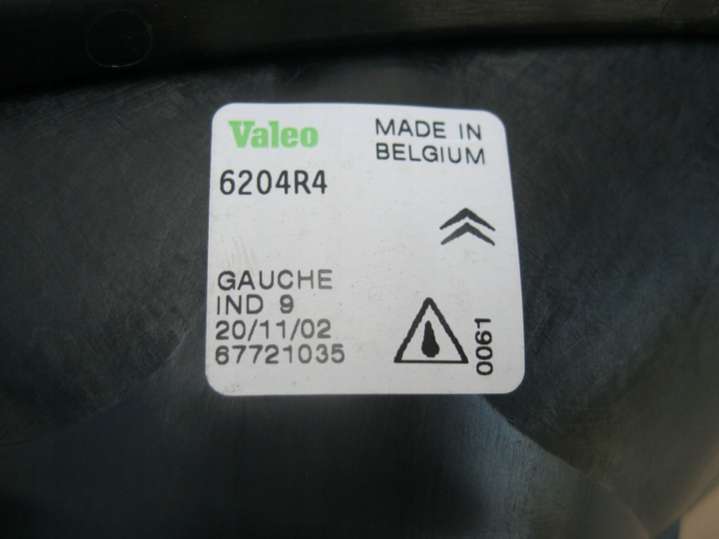 Valeo
MADE IN
BELGIUM
6204R4
GAUCHE
IND 9
20/11/02
67721035
0061